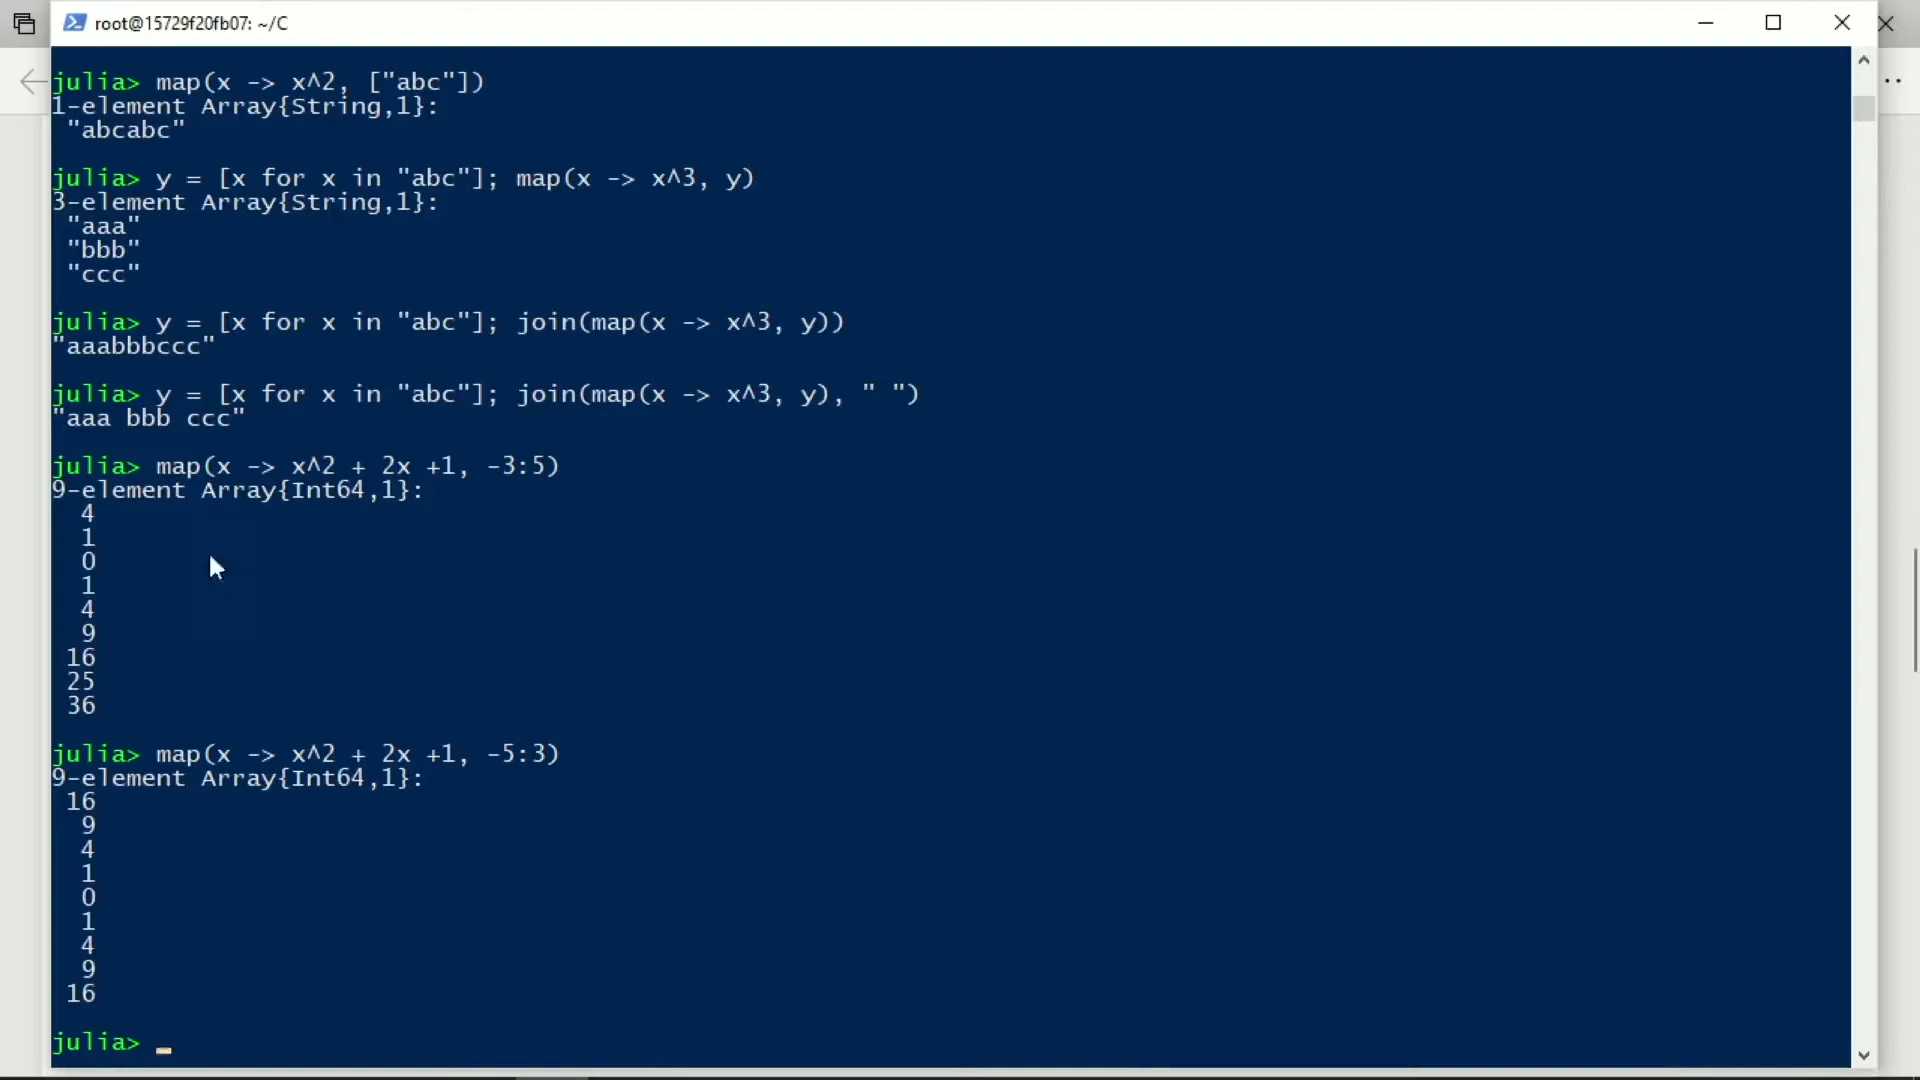 root@15729f20fb07: ~/C
julia> map(x -> x^2, ["abc"])
1-element Array{String,1}:
"abcabc"
julia> y = [x for x in "abc"]; map(x -> x^3, y)
3-element Array{String,1}:
"aaa"
"bbb"
"ccc"
julia> y = [x for x in "abc"]; join(map(x -> x^3, y))
"aaabbbccc"
julia> y = [x for x in "abc"]; join(map(x -> x^3, y), " ")
"aaa bbb ccc"
julia> map(x -> x^2 + 2x +1, -3:5)
9-element Array{Int64,1}:
4
1
0
1
4
9
16
25
36
julia> map(x -> x^2 + 2x +1, -5:3)
9-element Array{Int64,1}:
16
9
4
1
0
1
4
9
16
julia>